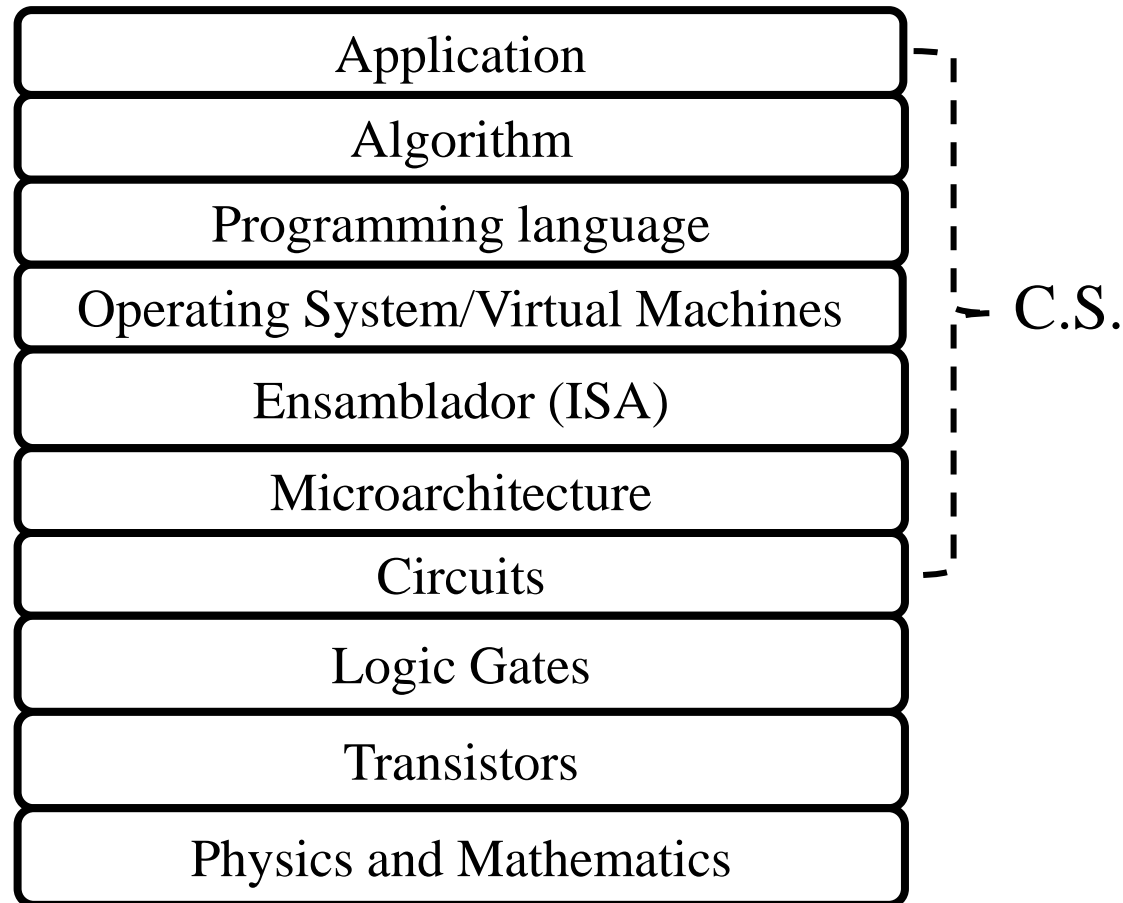 Application
Algorithm
Programming language
Operating System/Virtual Machines
C.S.
Ensamblador (ISA)
Microarchitecture
Circuits
Logic Gates
Transistors
Physics and Mathematics